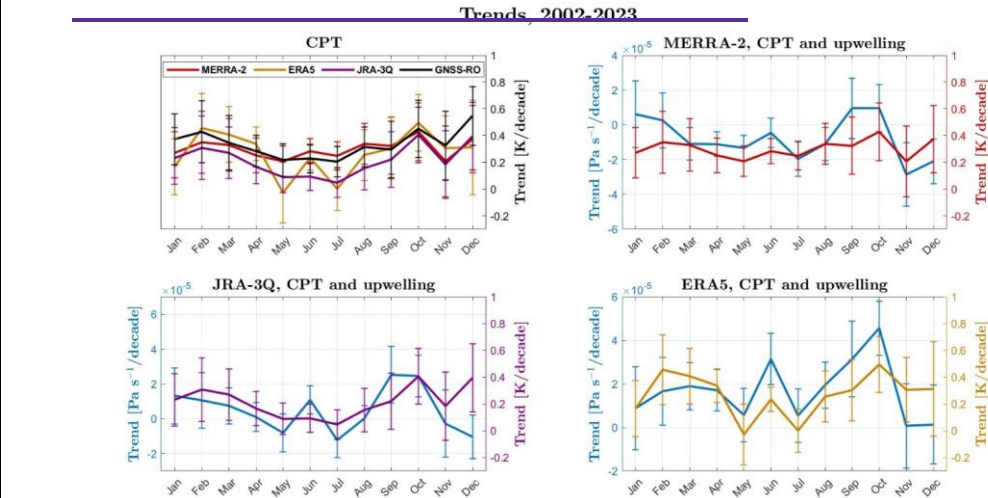 Trends, 2002-2023
CPT
MERRA-2 ERA5 JRA-3Q GNSS-RO
Trend [K/decade]
1
0.8
0.6
0.4
0.2
0
-0.2
Jan Feb Mar Apr May Jun Jul Aug Sep Oct Nov Dec
MERRA-2, CPT and upwelling
×10⁻⁵
Trend [Pa s⁻¹/decade]
4
2
0
-2
-4
-6
1
0.8
0.6
0.4
0.2
0
-0.2
Trend [K/decade]
Jan Feb Mar Apr May Jun Jul Aug Sep Oct Nov Dec
JRA-3Q, CPT and upwelling
×10⁻⁵
Trend [Pa s⁻¹/decade]
6
4
2
0
-2
1
0.8
0.6
0.4
0.2
0
-0.2
Trend [K/decade]
Jan Feb Mar Apr May Jun Jul Aug Sep Oct Nov Dec
ERA5, CPT and upwelling
×10⁻⁵
Trend [Pa s⁻¹/decade]
6
4
2
0
-2
1
0.8
0.6
0.4
0.2
0
-0.2
Trend [K/decade]
Jan Feb Mar Apr May Jun Jul Aug Sep Oct Nov Dec